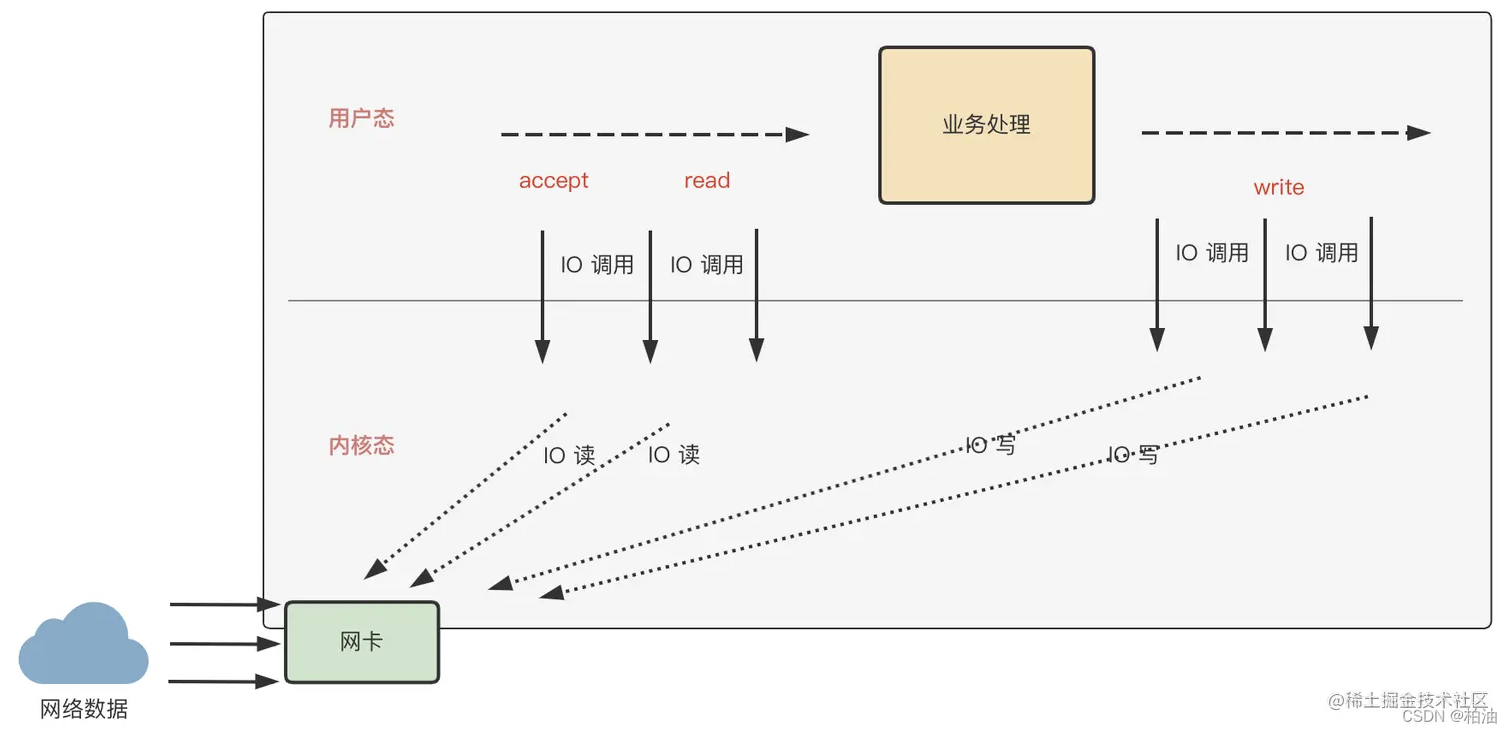 用户态
业务处理
accept
read
write
IO 调用
IO 调用
IO 调用
IO 调用
内核态
IO 读
IO 读
IO 写
IO 写
网卡
网络数据
@稀土掘金技术社区
CSDN @柏油